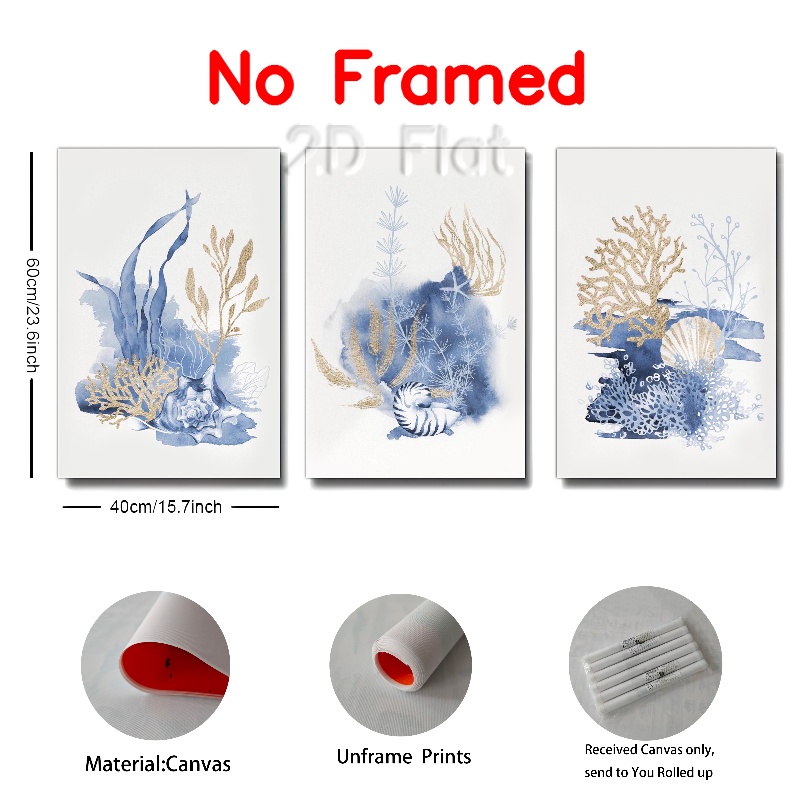 No Framed
2.D Flat.
60cm/23.6inch
40cm/15.7inch
Material:Canvas
Unframe Prints
Received Canvas only,
send to You Rolled up